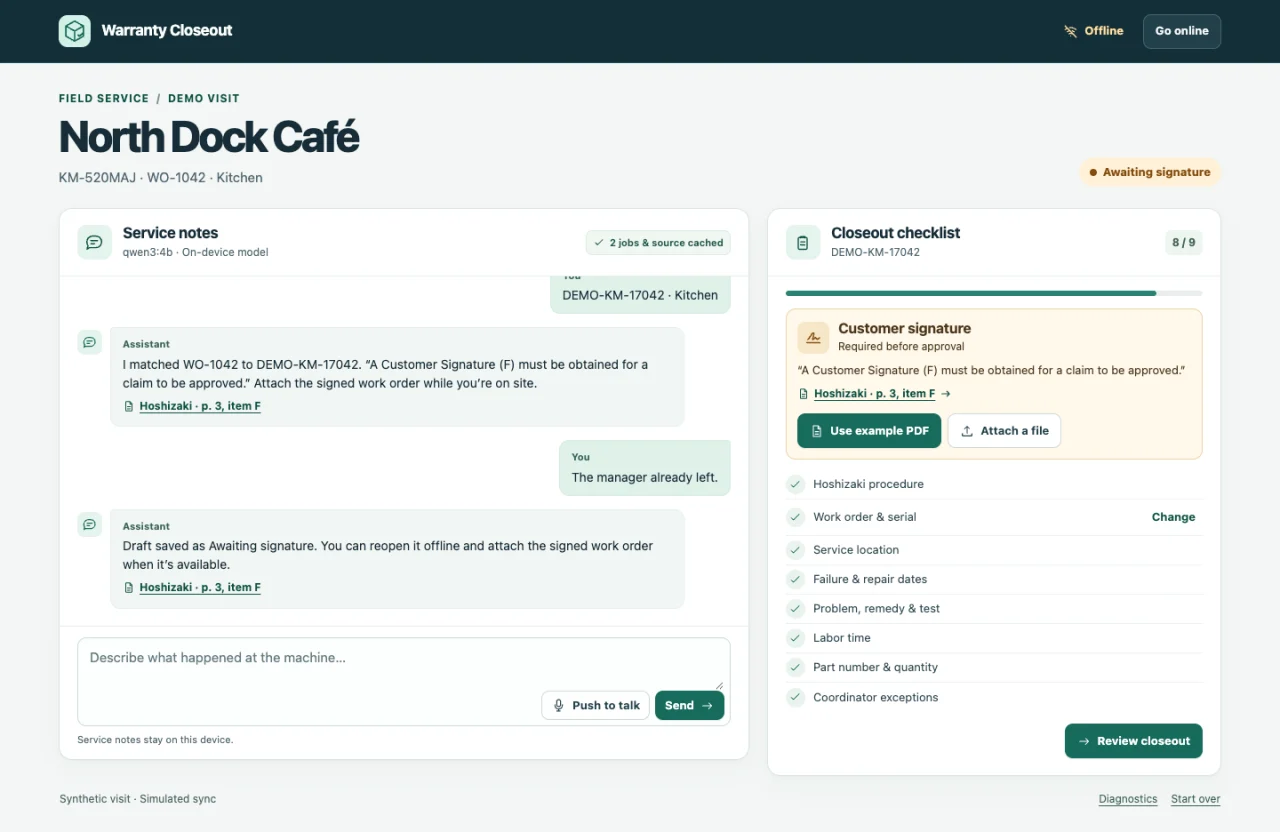 Warranty Closeout
Offline
Go online
FIELD SERVICE / DEMO VISIT
North Dock Café
KM-520MAJ · WO-1042 · Kitchen
Awaiting signature
Service notes
qwen3:4b · On-device model
2 jobs & source cached
You
DEMO-KM-17042 · Kitchen
Assistant
I matched WO-1042 to DEMO-KM-17042. “A Customer Signature (F) must be obtained for a
claim to be approved.” Attach the signed work order while you’re on site.
Hoshizaki · p. 3, item F
You
The manager already left.
Assistant
Draft saved as Awaiting signature. You can reopen it offline and attach the signed work order
when it’s available.
Hoshizaki · p. 3, item F
Describe what happened at the machine...
Push to talk
Send →
Service notes stay on this device.
Closeout checklist
DEMO-KM-17042
8 / 9
Customer signature
Required before approval
“A Customer Signature (F) must be obtained for a claim to be approved.”
Hoshizaki · p. 3, item F →
Use example PDF
Attach a file
Hoshizaki procedure
Work order & serial
Change
Service location
Failure & repair dates
Problem, remedy & test
Labor time
Part number & quantity
Coordinator exceptions
→ Review closeout
Synthetic visit · Simulated sync
Diagnostics
Start over